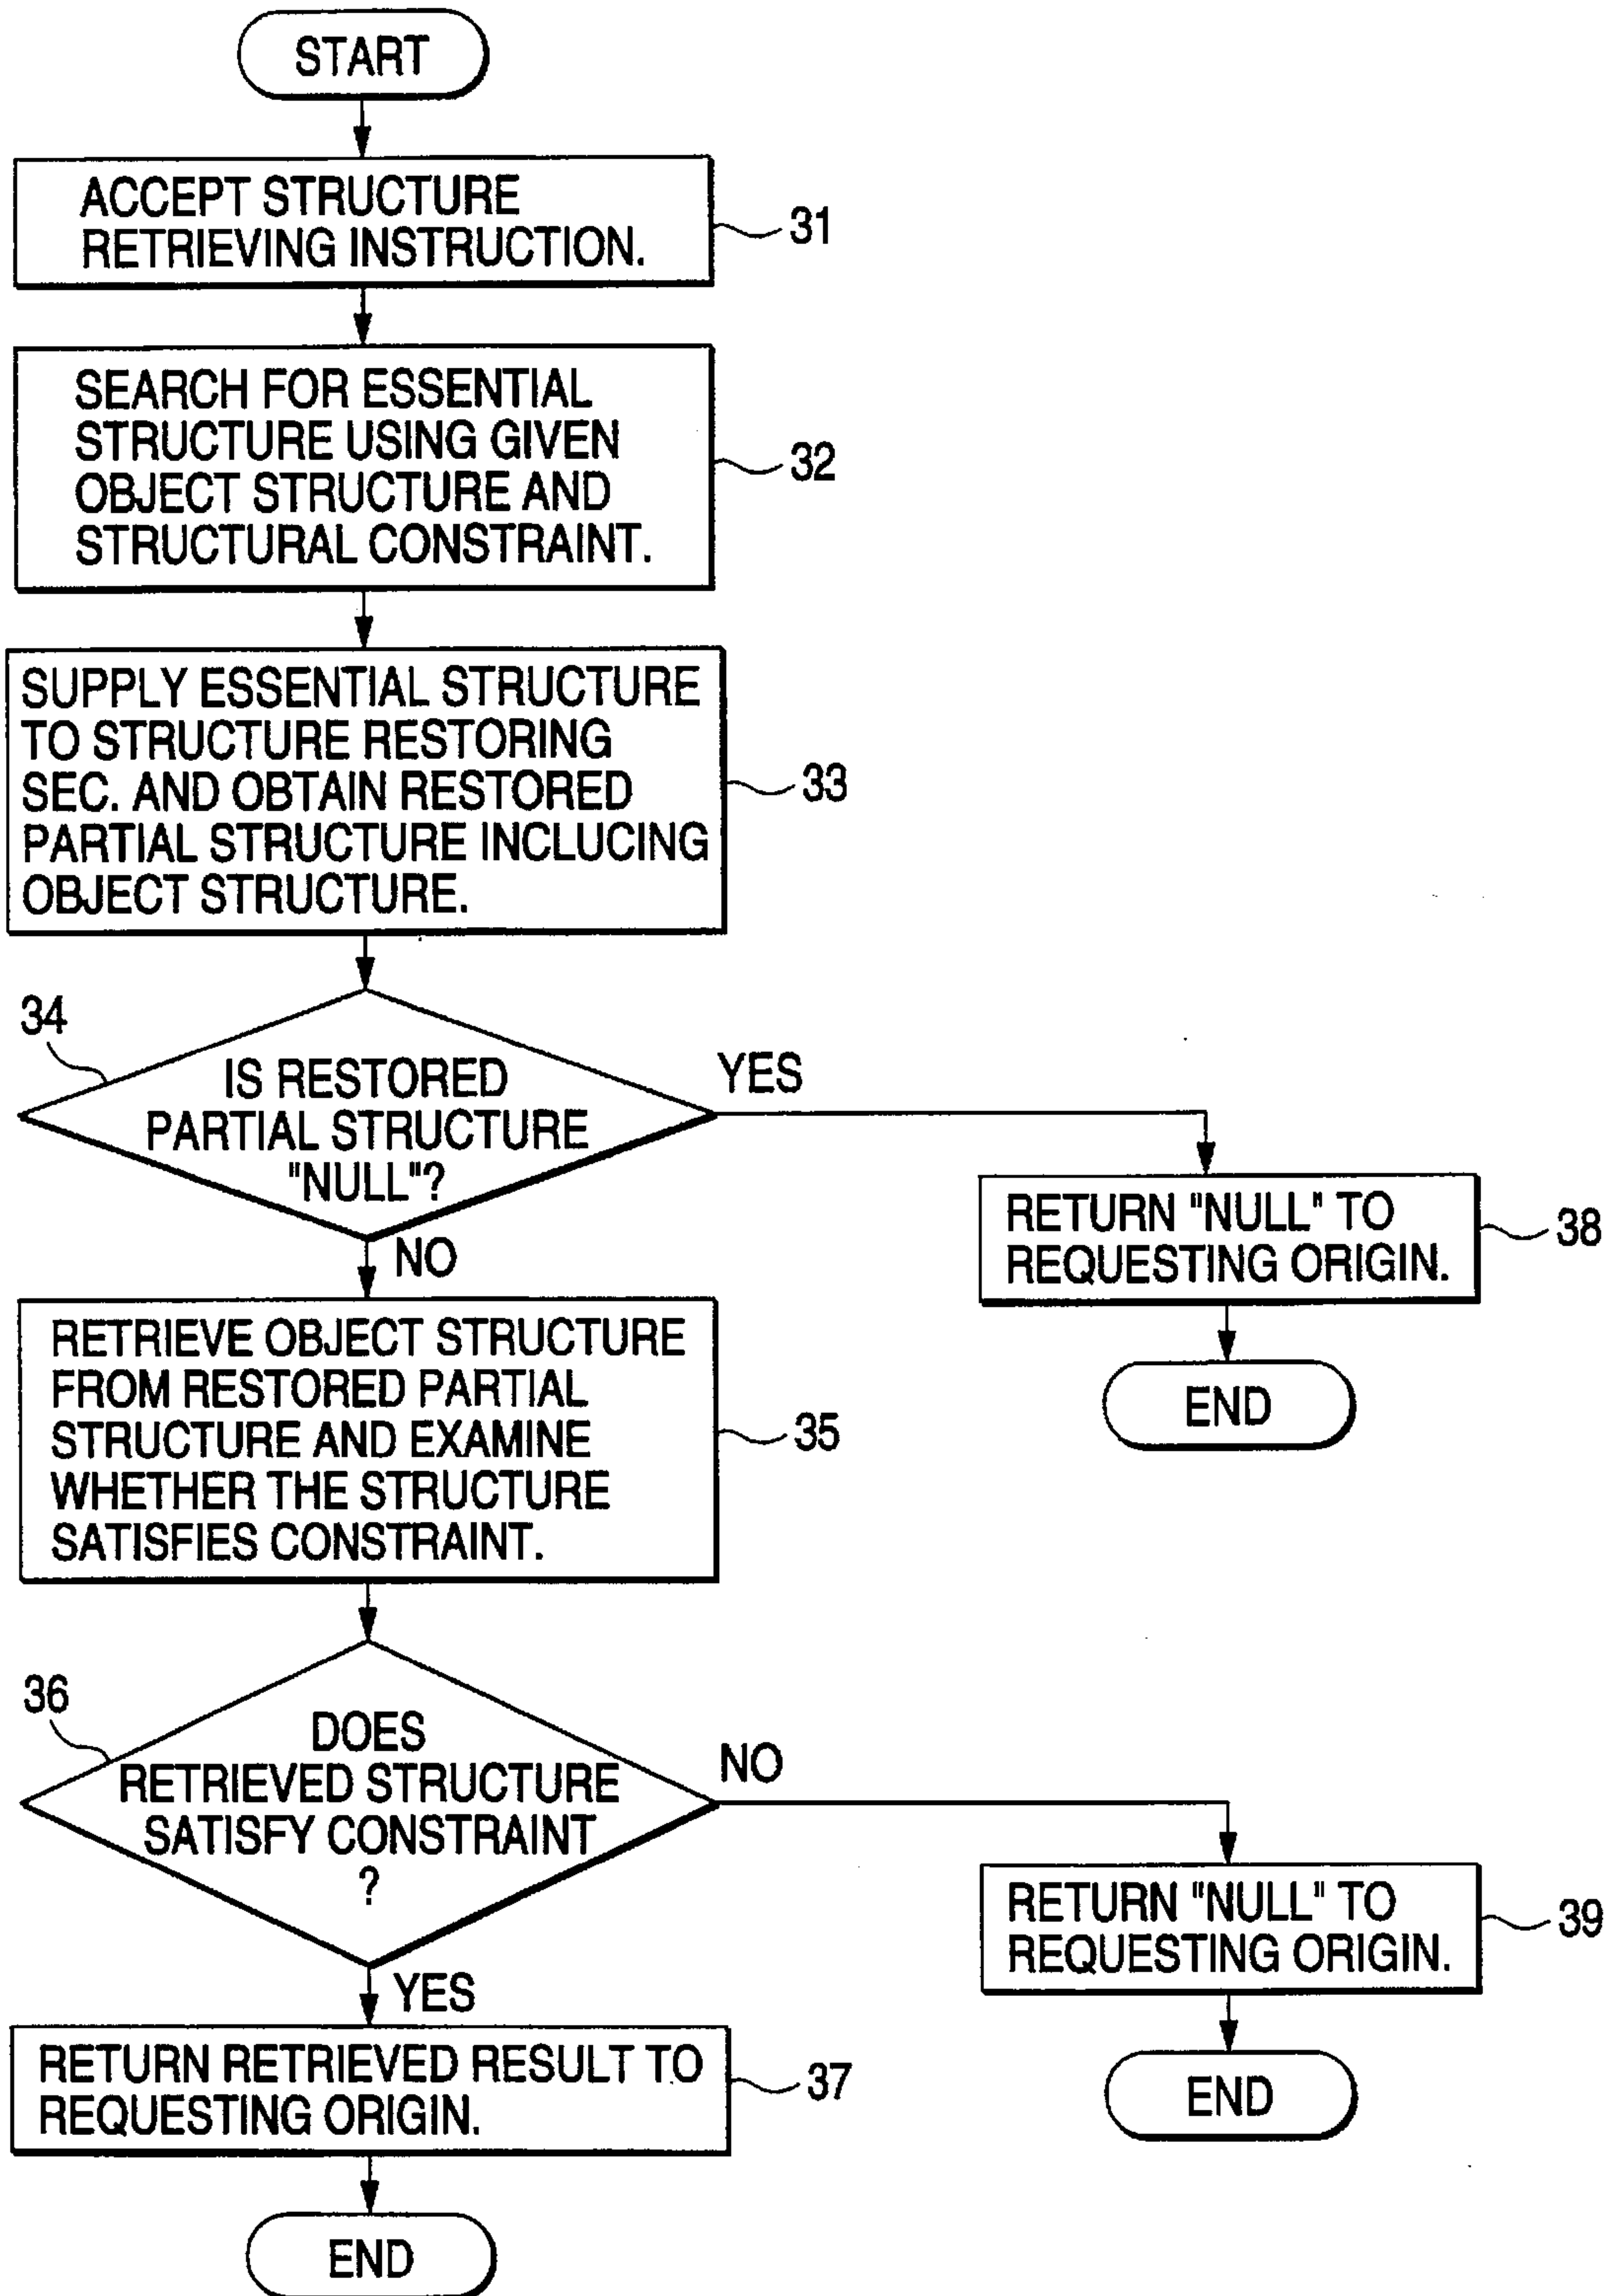 START
ACCEPT STRUCTURE
RETRIEVING INSTRUCTION.
31
SEARCH FOR ESSENTIAL
STRUCTURE USING GIVEN
OBJECT STRUCTURE AND
STRUCTURAL CONSTRAINT.
32
SUPPLY ESSENTIAL STRUCTURE
TO STRUCTURE RESTORING
SEC. AND OBTAIN RESTORED
PARTIAL STRUCTURE INCLUCING
OBJECT STRUCTURE.
33
34
IS RESTORED
PARTIAL STRUCTURE
"NULL"?
YES
NO
RETURN "NULL" TO
REQUESTING ORIGIN.
38
END
RETRIEVE OBJECT STRUCTURE
FROM RESTORED PARTIAL
STRUCTURE AND EXAMINE
WHETHER THE STRUCTURE
SATISFIES CONSTRAINT.
35
36
DOES
RETRIEVED STRUCTURE
SATISFY CONSTRAINT
?
NO
YES
RETURN "NULL" TO
REQUESTING ORIGIN.
39
END
RETURN RETRIEVED RESULT TO
REQUESTING ORIGIN.
37
END